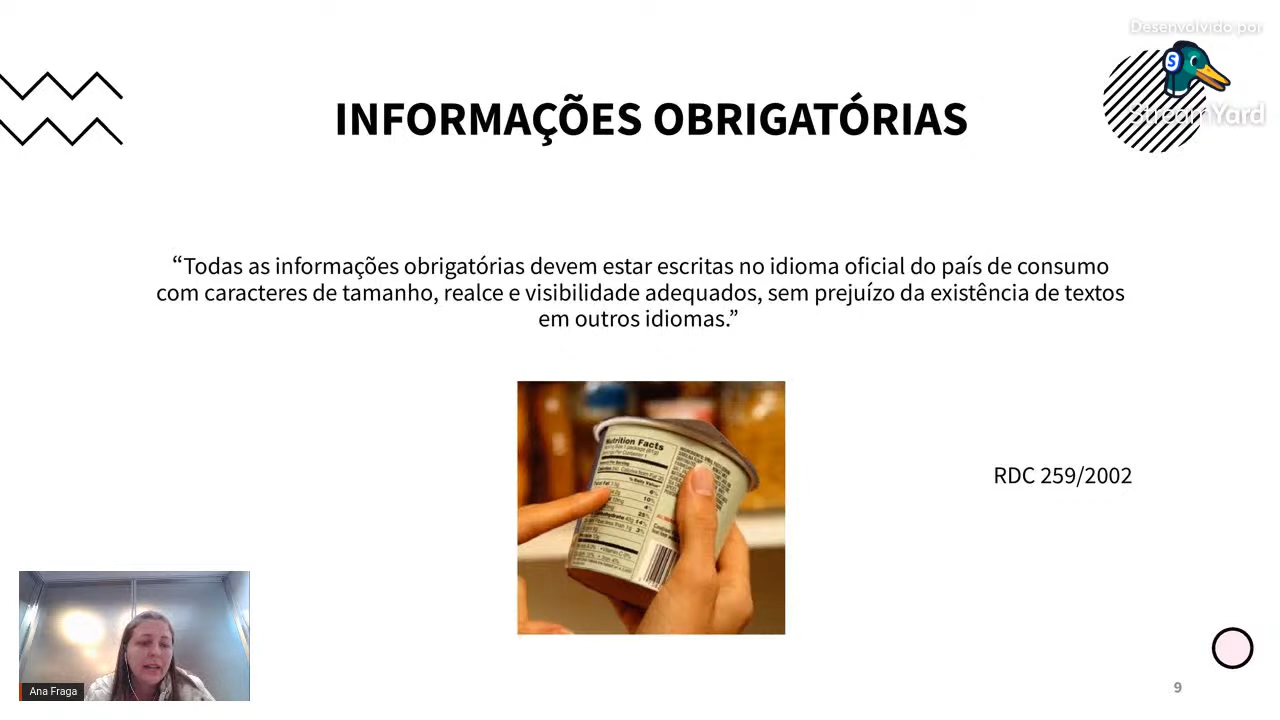 Desenvolvido por
StreamYard
INFORMAÇÕES OBRIGATÓRIAS
“Todas as informações obrigatórias devem estar escritas no idioma oficial do país de consumo
com caracteres de tamanho, realce e visibilidade adequados, sem prejuízo da existência de textos
em outros idiomas.”
Nutrition Facts
RDC 259/2002
Ana Fraga
9